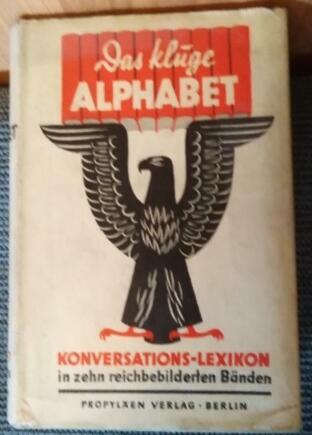 Das kluge
ALPHABET
KONVERSATIONS-LEXIKON
in zehn reichbebilderten Bänden
PROPYLÄEN VERLAG · BERLIN